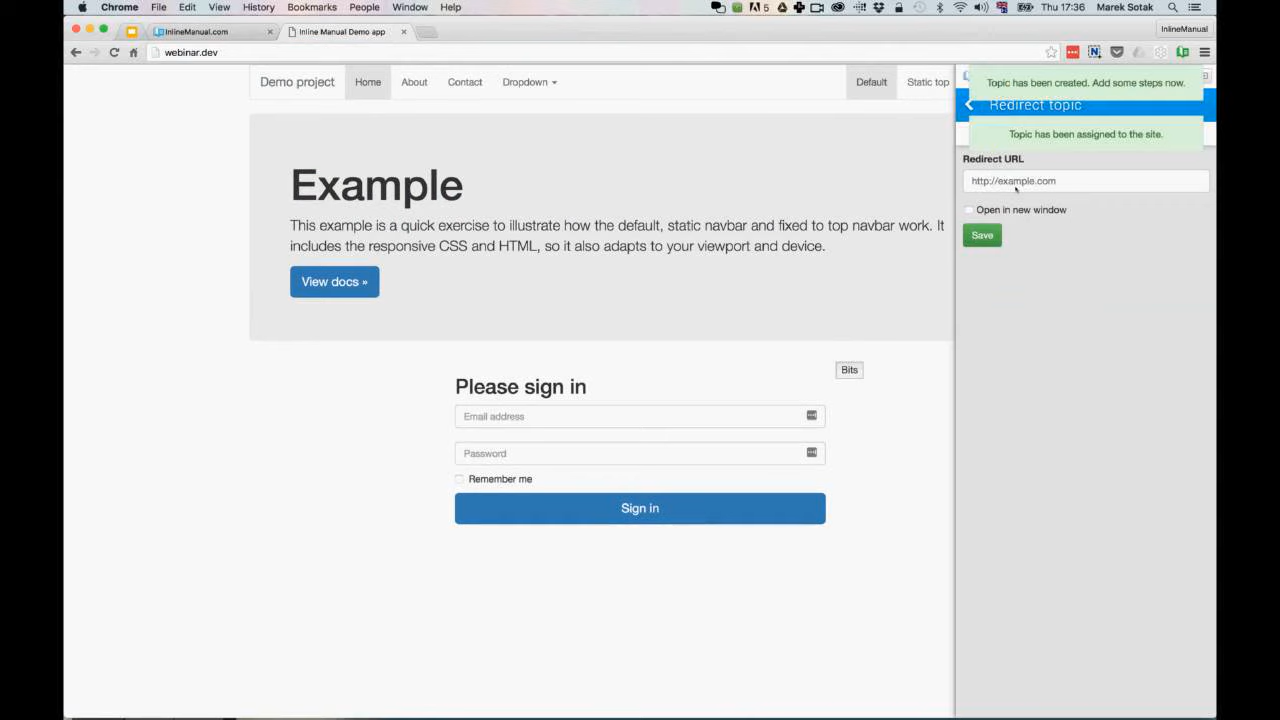 Chrome File Edit View History Bookmarks People Window Help 5 Thu 17:36 Marek Sotak
InlineManual.com Inline Manual Demo app InlineManual
webinar.dev
Demo project Home About Contact Dropdown Default Static top
Topic has been created. Add some steps now.
Redirect topic
Topic has been assigned to the site.
Redirect URL
http://example.com
Open in new window
Save
Example
This example is a quick exercise to illustrate how the default, static navbar and fixed to top navbar work. It
includes the responsive CSS and HTML, so it also adapts to your viewport and device.
View docs »
Bits
Please sign in
Email address
Password
Remember me
Sign in